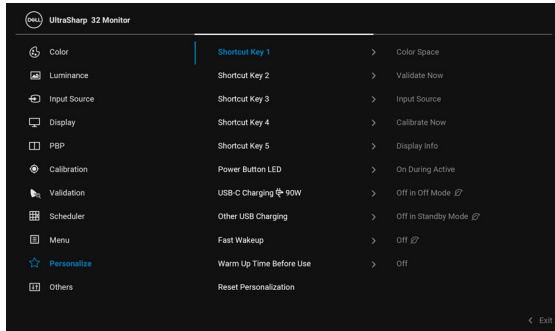 DELL UltraSharp 32 Monitor
Color Shortcut Key 1 > Color Space
Luminance Shortcut Key 2 > Validate Now
Input Source Shortcut Key 3 > Input Source
Display Shortcut Key 4 > Calibrate Now
PBP Shortcut Key 5 > Display Info
Calibration Power Button LED > On During Active
Validation USB-C Charging 90W > Off in Off Mode
Scheduler Other USB Charging > Off in Standby Mode
Menu Fast Wakeup > Off
Personalize Warm Up Time Before Use > Off
Others Reset Personalization
< Exit